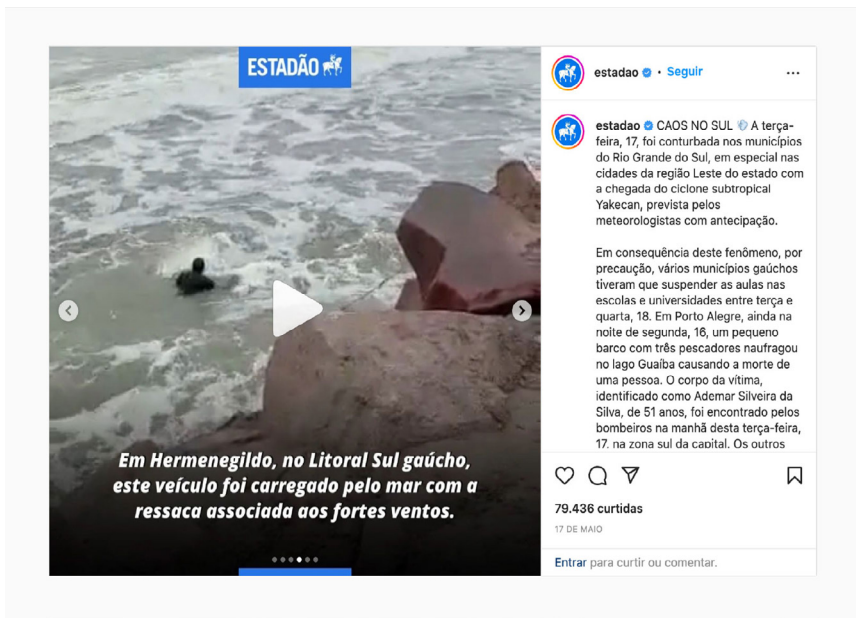 ESTADÃO
Em Hermenegildo, no Litoral Sul gaúcho,
este veículo foi carregado pelo mar com a
ressaca associada aos fortes ventos.
estadao • Seguir
estadao CAOS NO SUL A terça-
feira, 17, foi conturbada nos municípios
do Rio Grande do Sul, em especial nas
cidades da região Leste do estado com
a chegada do ciclone subtropical
Yakecan, prevista pelos
meteorologistas com antecipação.
Em consequência deste fenômeno, por
precaução, vários municípios gaúchos
tiveram que suspender as aulas nas
escolas e universidades entre terça e
quarta, 18. Em Porto Alegre, ainda na
noite de segunda, 16, um pequeno
barco com três pescadores naufragou
no lago Guaíba causando a morte de
uma pessoa. O corpo da vítima,
identificado como Ademar Silveira da
Silva, de 51 anos, foi encontrado pelos
bombeiros na manhã desta terça-feira,
17, na zona sul da capital. Os outros
79.436 curtidas
17 DE MAIO
Entrar para curtir ou comentar.